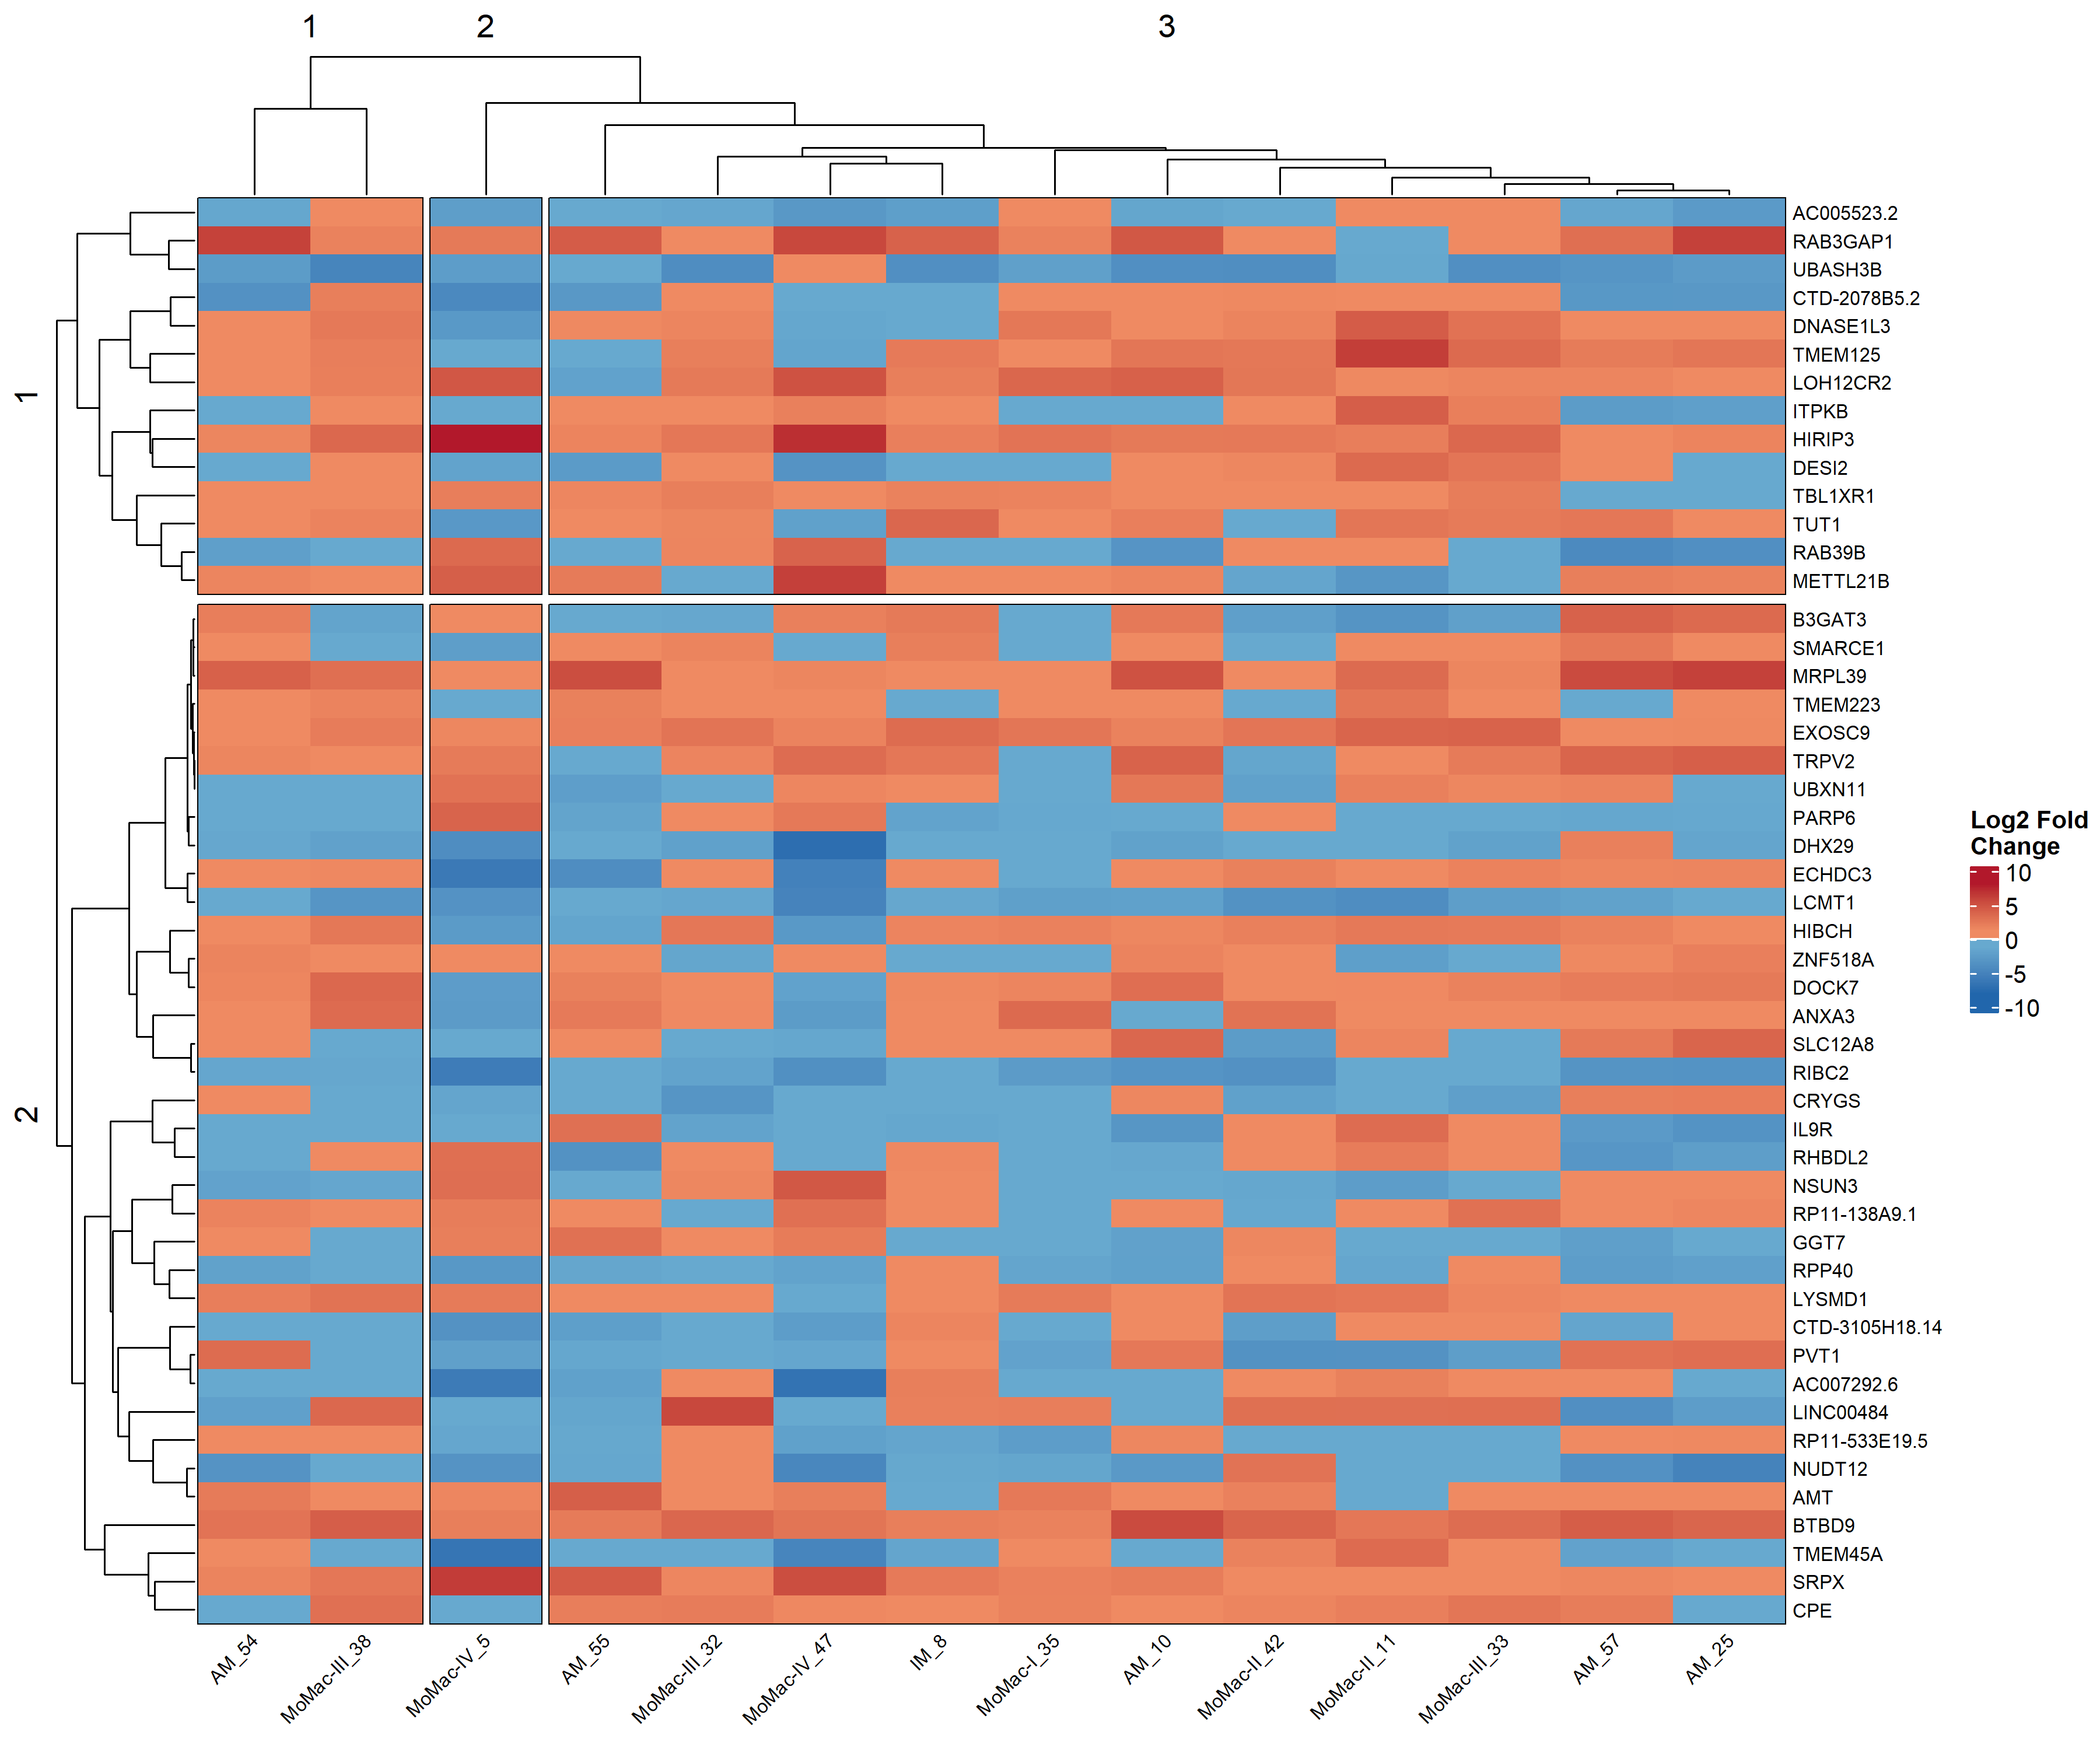 1
2
3
1
2
AC005523.2
RAB3GAP1
UBASH3B
CTD-2078B5.2
DNASE1L3
TMEM125
LOH12CR2
ITPKB
HIRIP3
DESI2
TBL1XR1
TUT1
RAB39B
METTL21B
B3GAT3
SMARCE1
MRPL39
TMEM223
EXOSC9
TRPV2
UBXN11
PARP6
DHX29
ECHDC3
LCMT1
HIBCH
ZNF518A
DOCK7
ANXA3
SLC12A8
RIBC2
CRYGS
IL9R
RHBDL2
NSUN3
RP11-138A9.1
GGT7
RPP40
LYSMD1
CTD-3105H18.14
PVT1
AC007292.6
LINC00484
RP11-533E19.5
NUDT12
AMT
BTBD9
TMEM45A
SRPX
CPE
AM_54
MoMac-III_38
MoMac-IV_5
AM_55
MoMac-III_32
MoMac-IV_47
IM_8
MoMac-I_35
AM_10
MoMac-II_42
MoMac-II_11
MoMac-III_33
AM_57
AM_25
Log2 Fold
Change
10
5
0
-5
-10